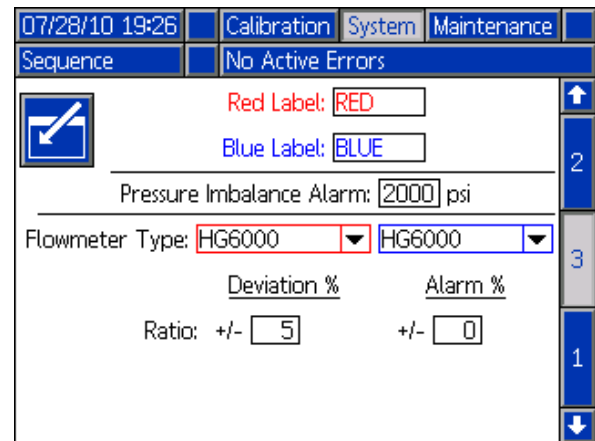 07/28/10 19:26 Calibration System Maintenance
Sequence No Active Errors
Red Label: RED
Blue Label: BLUE
2
Pressure Imbalance Alarm: 2000 psi
Flowmeter Type: HG6000 HG6000
3
Deviation % Alarm %
Ratio: +/- 5 +/- 0
1